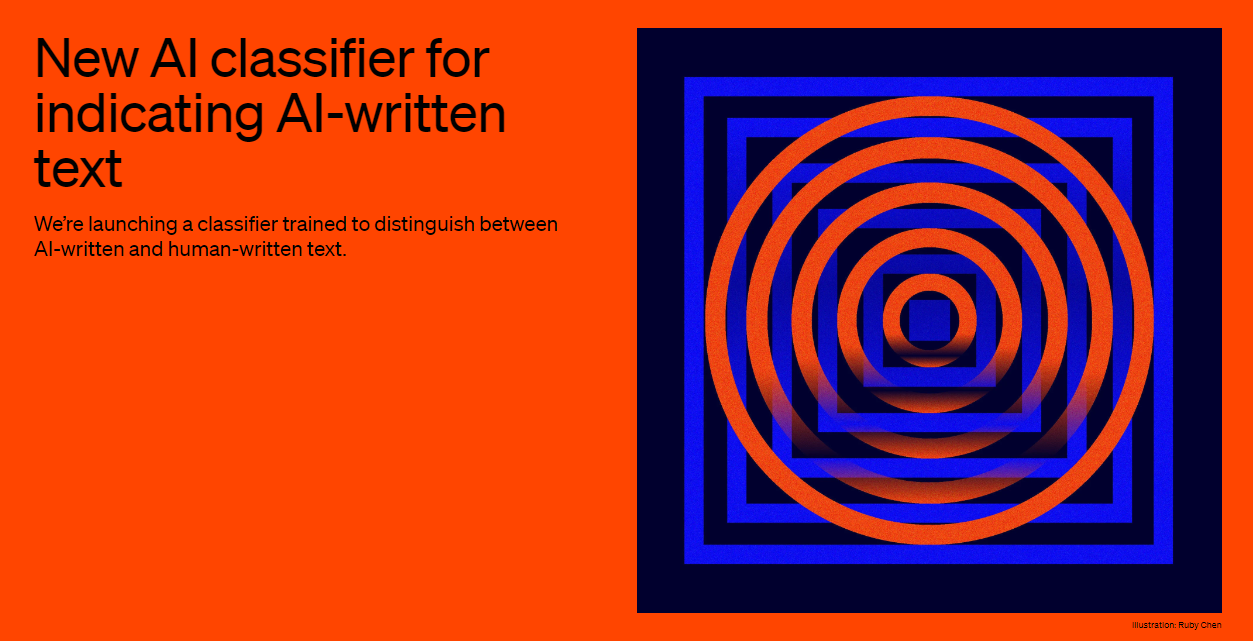 New AI classifier for
indicating AI-written
text
We’re launching a classifier trained to distinguish between
AI-written and human-written text.
Illustration: Ruby Chen